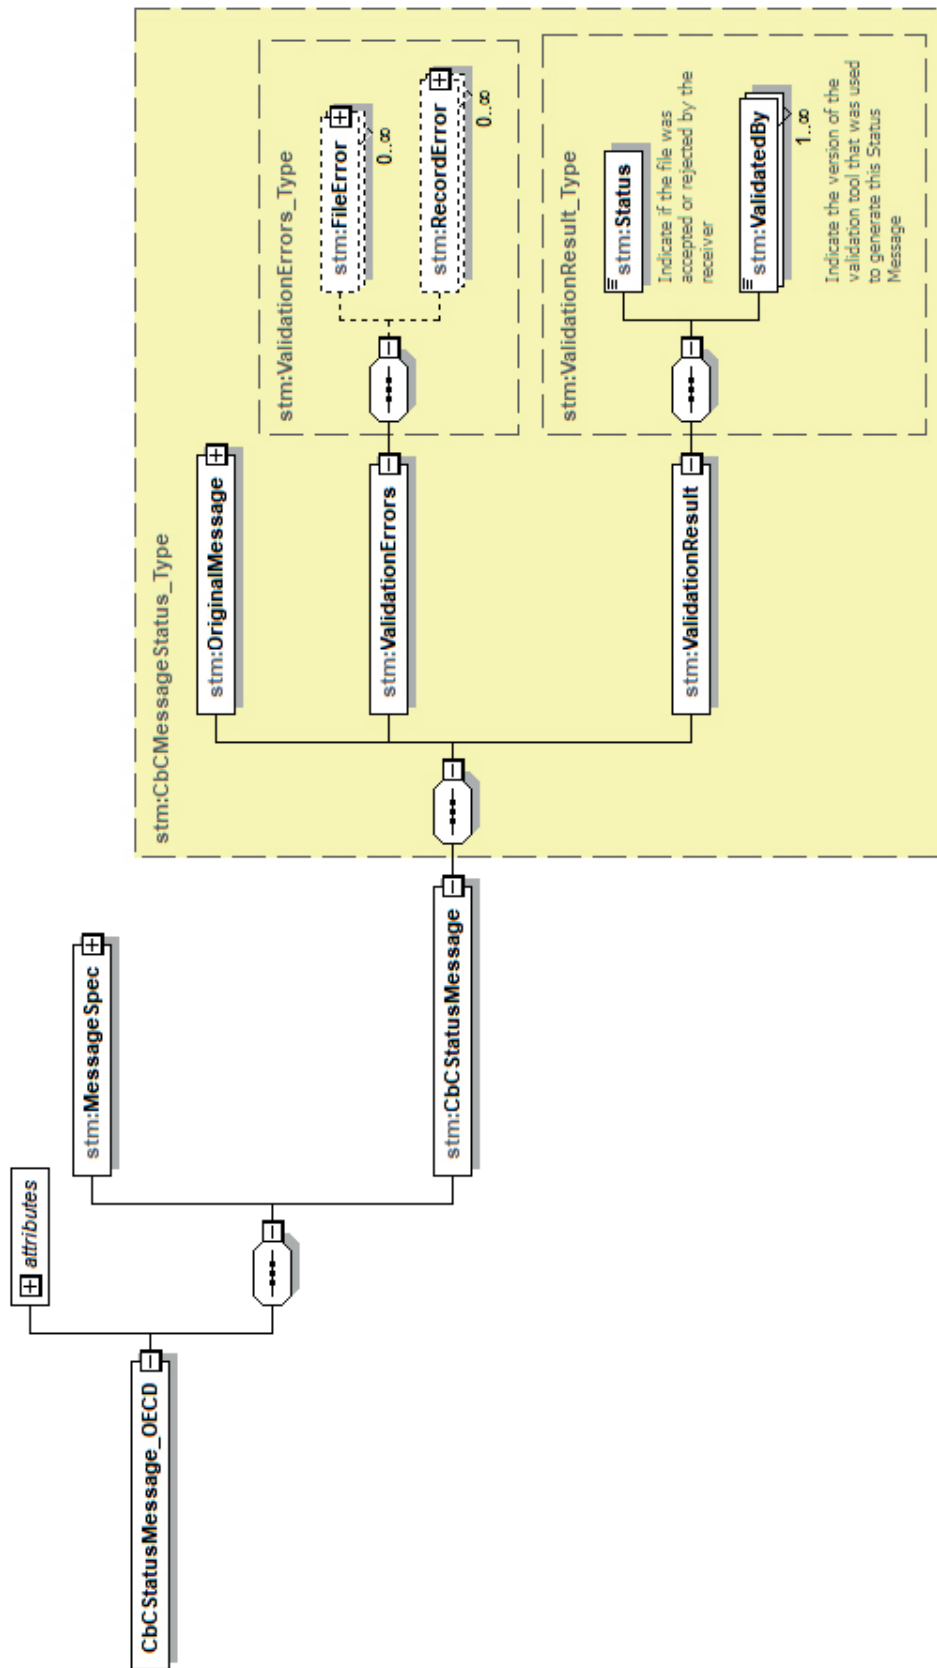 CbCStatusMessage_OECD
attributes
stm:MessageSpec
stm:CbCStatusMessage
stm:CbCMessageStatus_Type
stm:OriginalMessage
stm:ValidationErrors
stm:ValidationErrors_Type
stm:FileError
0..∞
stm:RecordError
0..∞
stm:ValidationResult
stm:ValidationResult_Type
stm:Status
Indicate if the file was
accepted or rejected by the
receiver
stm:ValidatedBy
1..∞
Indicate the version of the
validation tool that was used
to generate this Status
Message